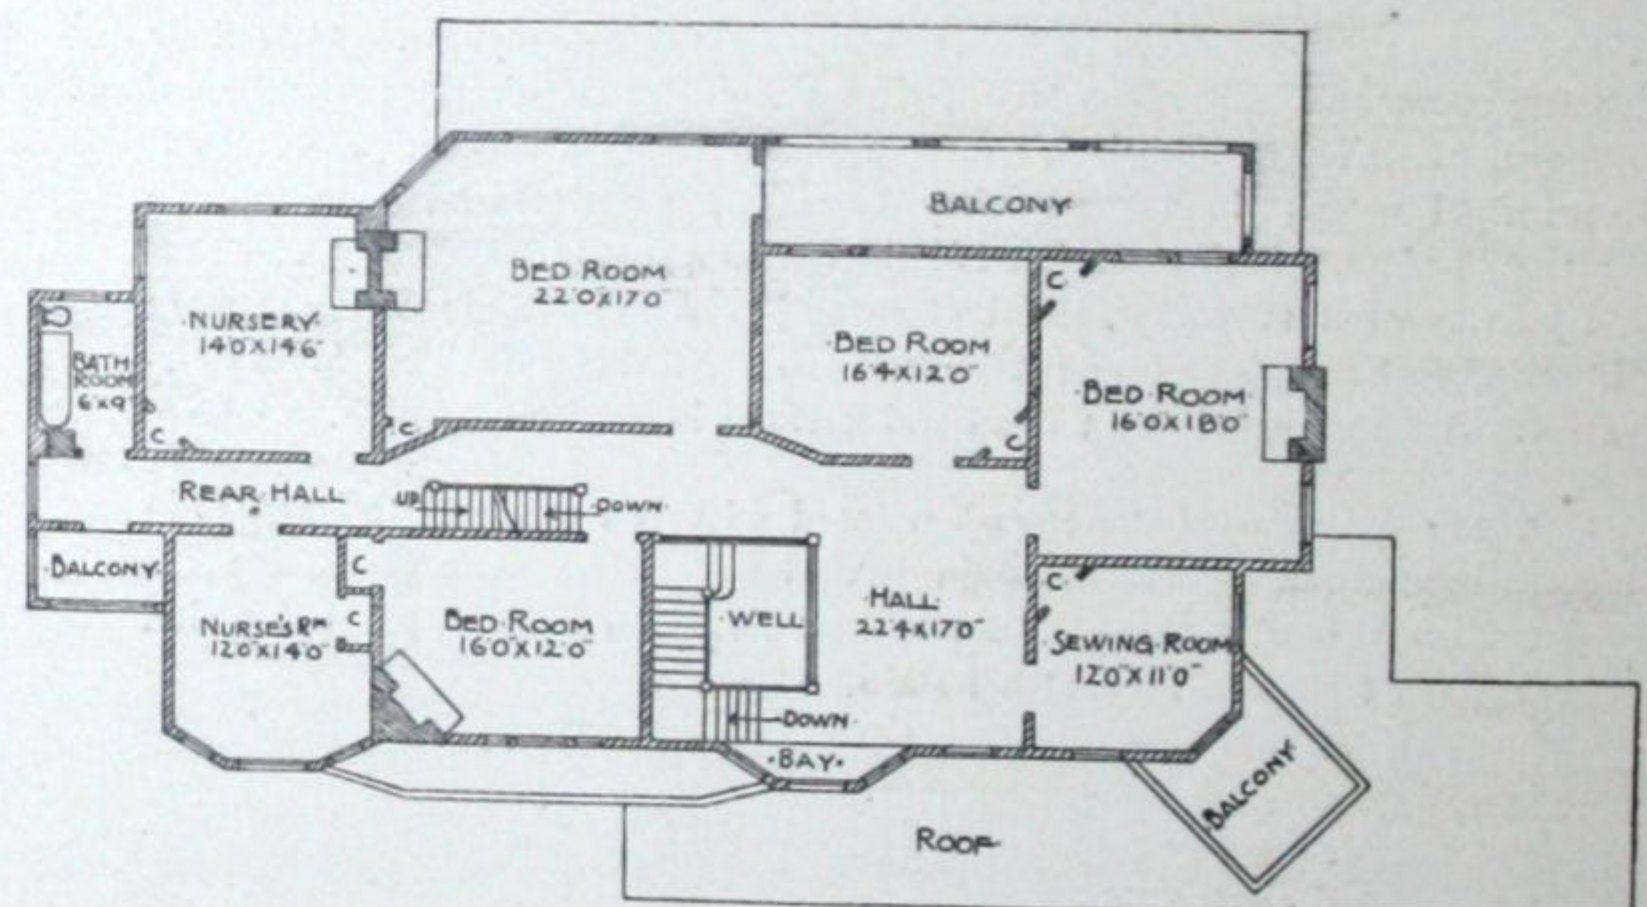 BALCONY
BED ROOM
22'0"X17'0"
·NURSERY·
14'0"X14'6"
BATH
ROOM
6'X9'
C
C
·BED ROOM
16'4"X12'0"
C
C
·BED ROOM·
16'0"X18'0"
REAR HALL
UP
DOWN·
·BALCONY·
C
C
NURSE'S RM
12'0"X14'0"
BED ROOM
16'0"X12'0"
·WELL
·HALL·
22'4"X17'0"
C
·SEWING·ROOM
12'0"X11'0"
DOWN·
·BAY·
BALCONY
ROOF